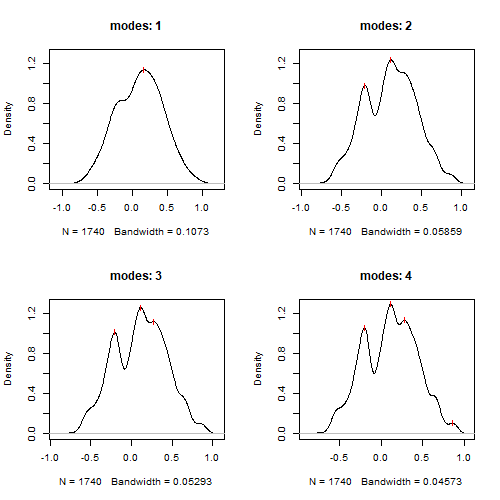 modes: 1
Density
0.0 0.4 0.8 1.2
-1.0 -0.5 0.0 0.5 1.0
N = 1740 Bandwidth = 0.1073
modes: 2
Density
0.0 0.4 0.8 1.2
-1.0 -0.5 0.0 0.5 1.0
N = 1740 Bandwidth = 0.05859
modes: 3
Density
0.0 0.4 0.8 1.2
-1.0 -0.5 0.0 0.5 1.0
N = 1740 Bandwidth = 0.05293
modes: 4
Density
0.0 0.4 0.8 1.2
-0.5 0.0 0.5 1.0
N = 1740 Bandwidth = 0.04573